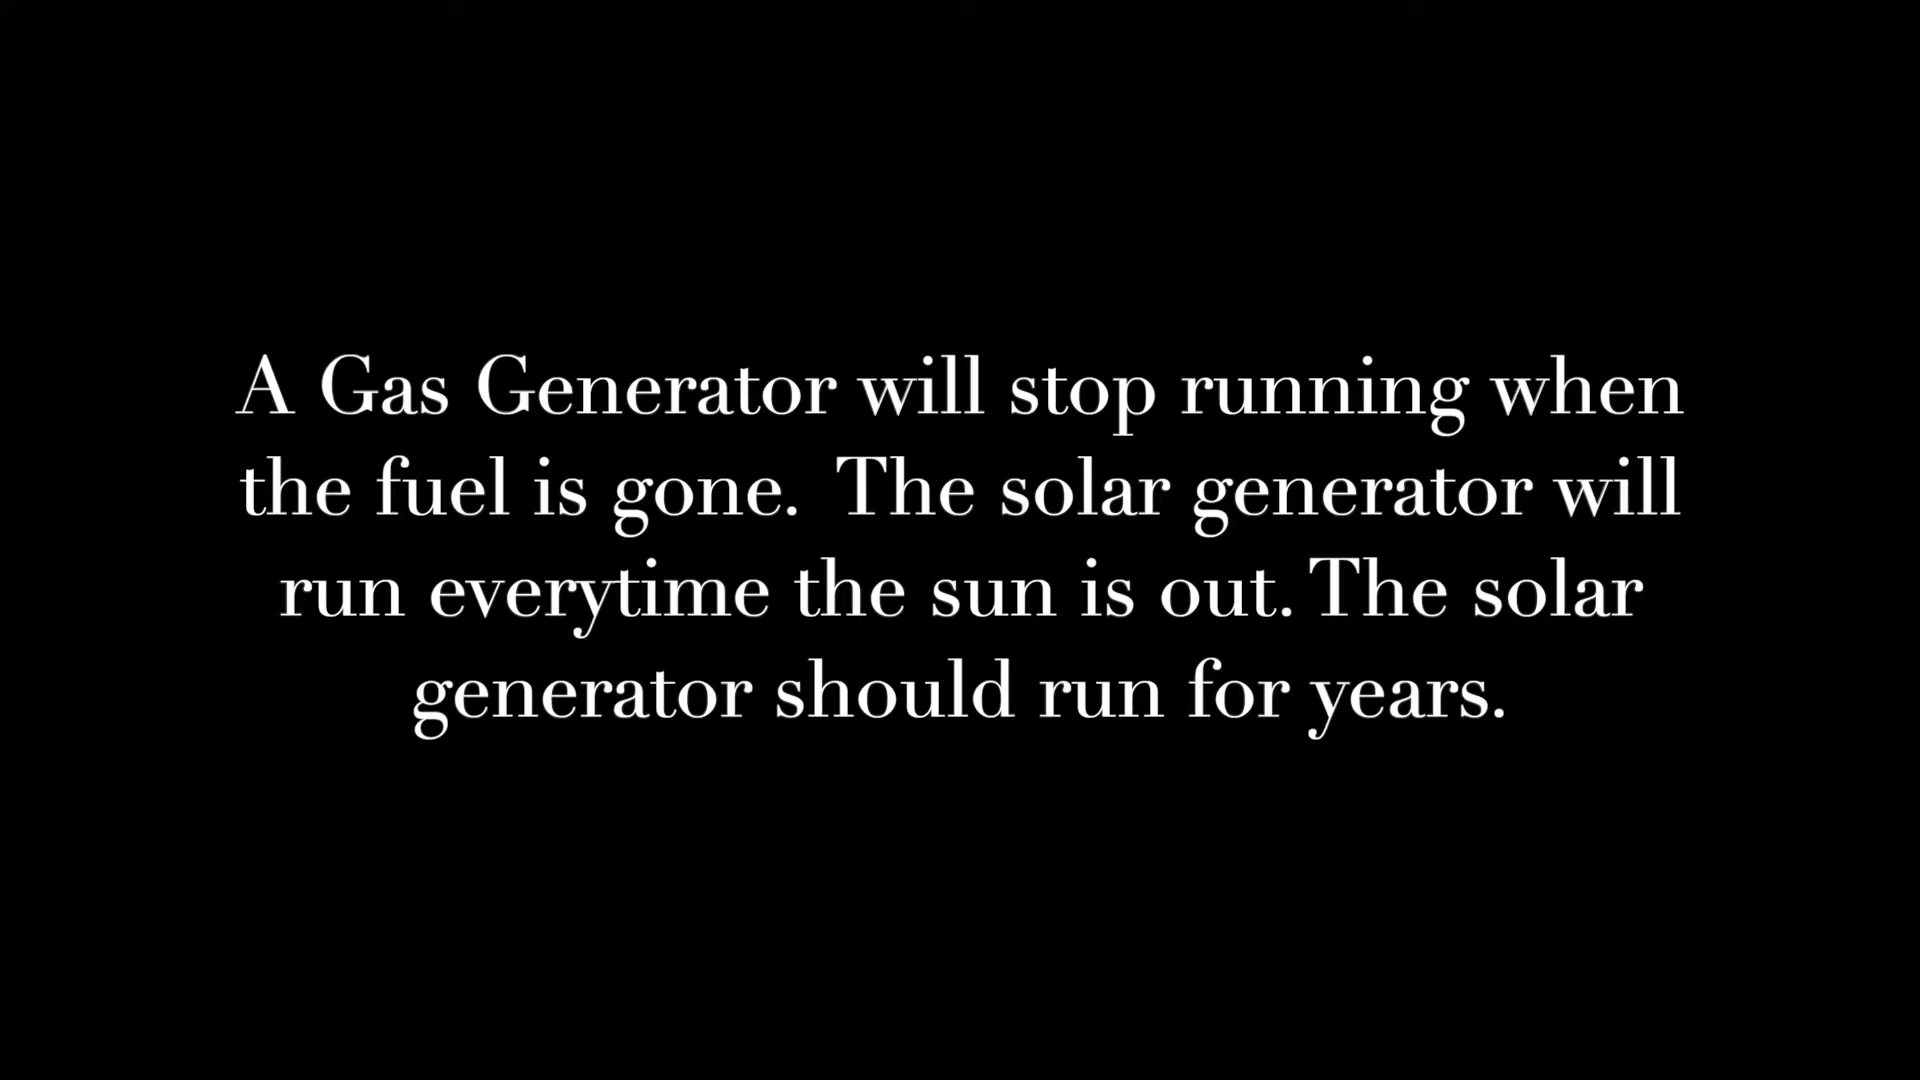 A Gas Generator will stop running when
the fuel is gone.  The solar generator will
run everytime the sun is out. The solar
generator should run for years.